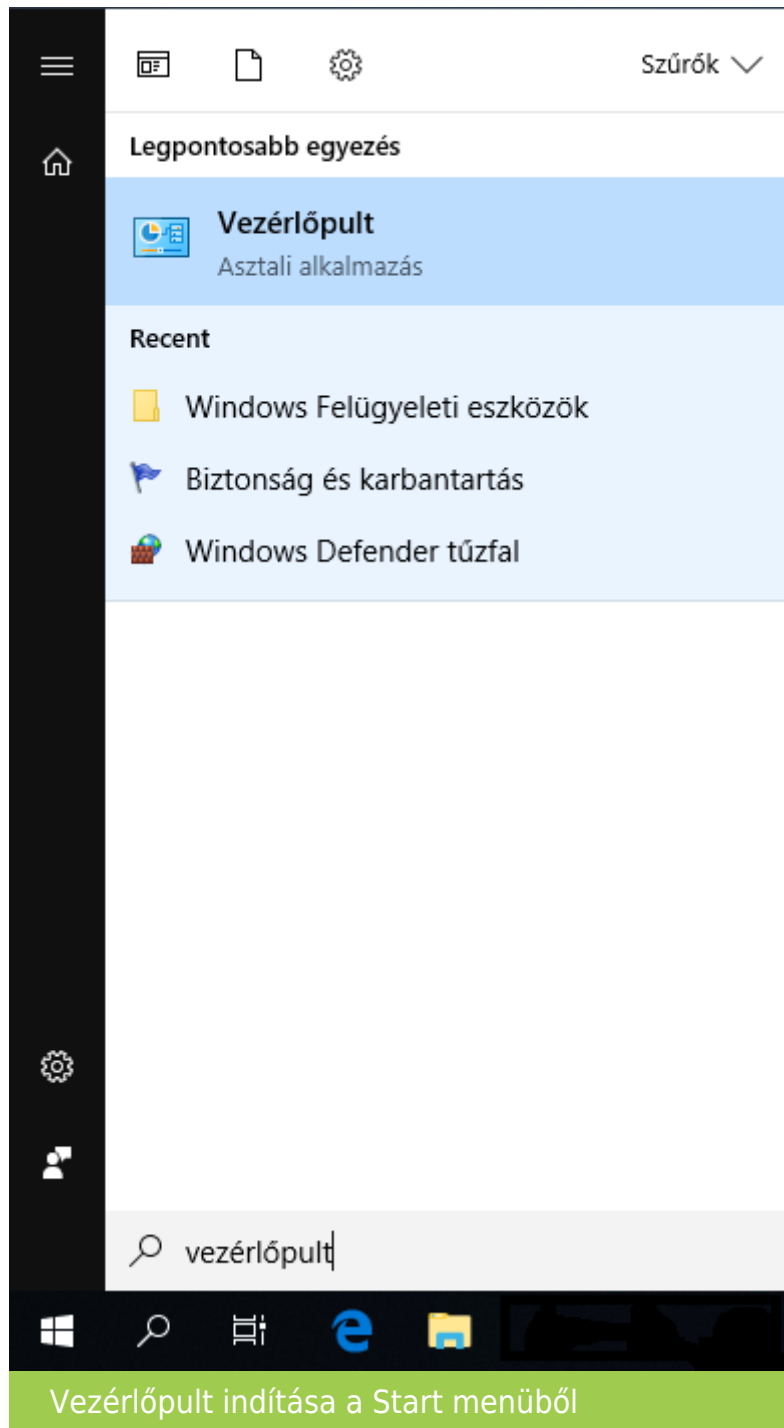 Szűrők
Legpontosabb egyezés
Vezérlőpult
Asztali alkalmazás
Recent
Windows Felügyeleti eszközök
Biztonság és karbantartás
Windows Defender tűzfal
vezérlőpult
Vezérlőpult indítása a Start menüből